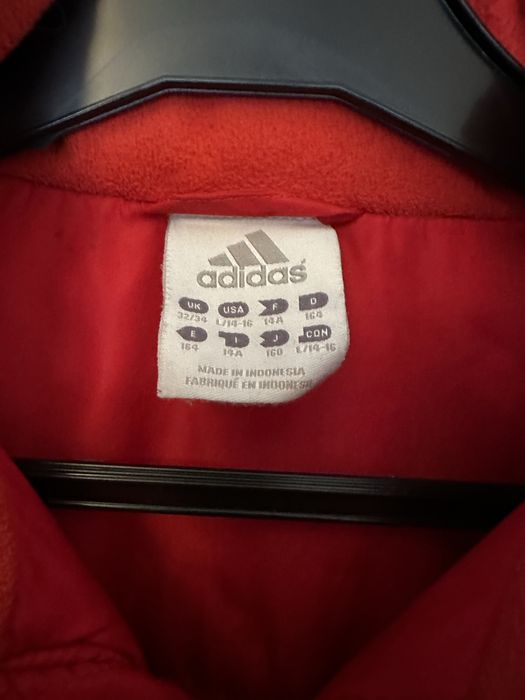 adidas
UK USA F D
32/34 L/14-16 14A 164
E I J CDN
164 14A 160 L/14-16
MADE IN INDONESIA
FABRIQUÉ EN INDONESIE